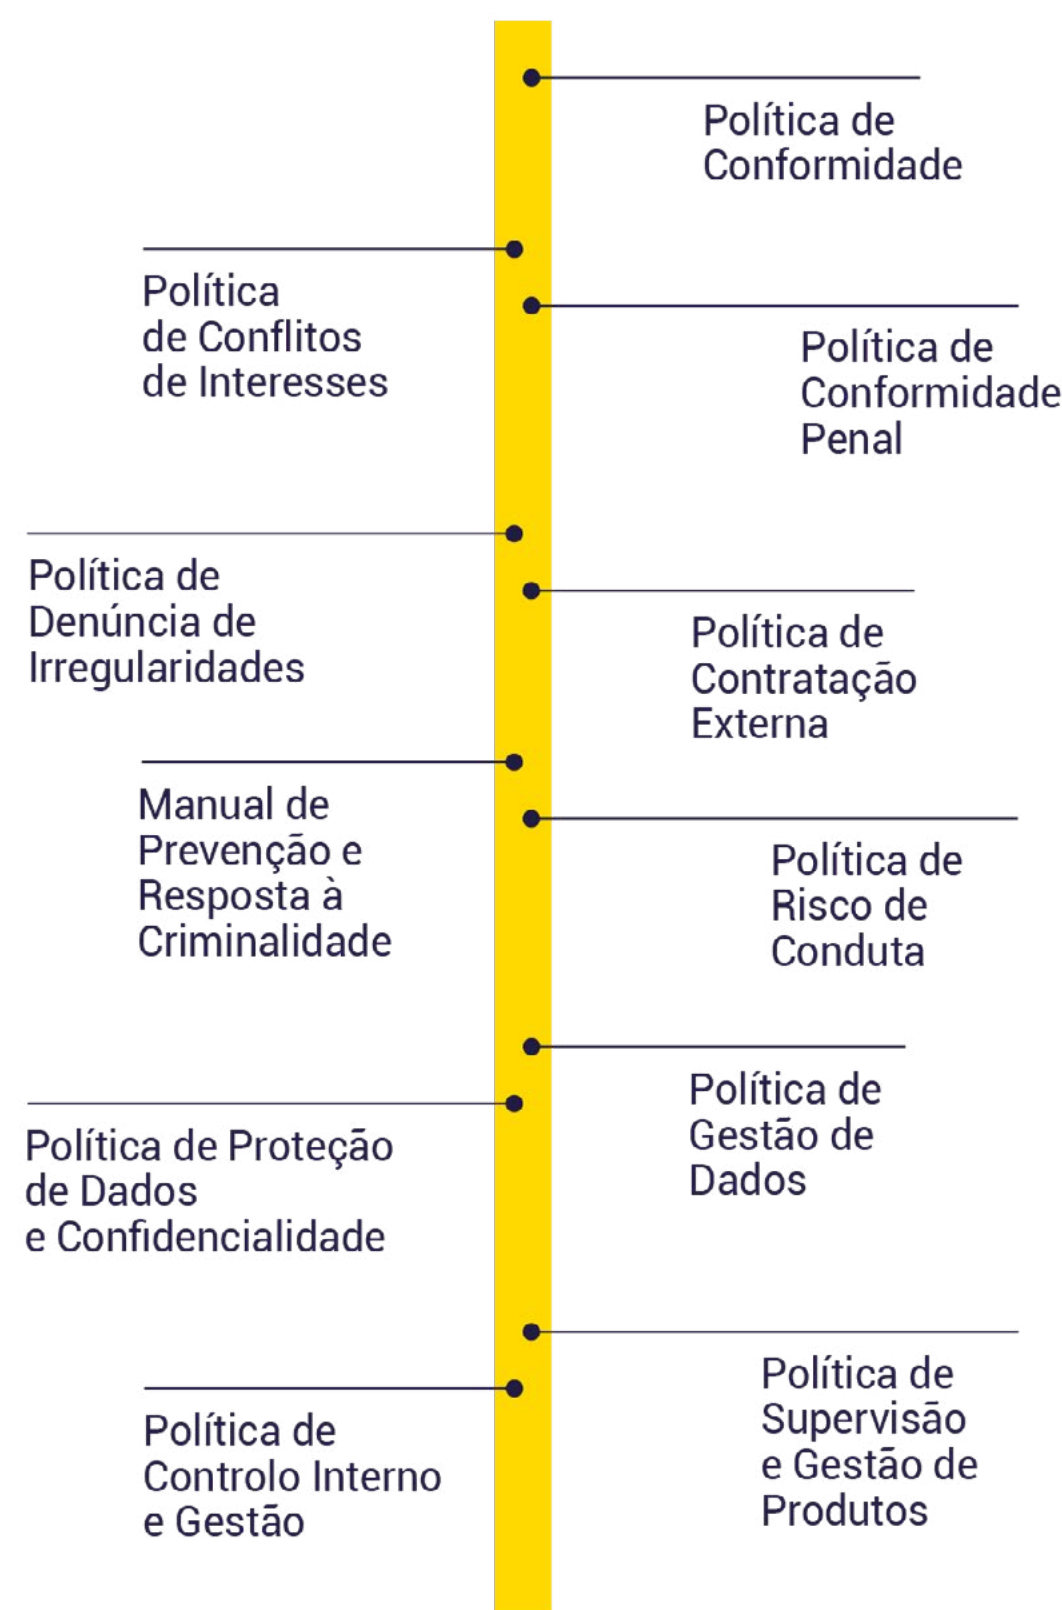 Política de
Conformidade
Política
de Conflitos
de Interesses
Política de
Conformidade
Penal
Política de
Denúncia de
Irregularidades
Política de
Contratação
Externa
Manual de
Prevenção e
Resposta à
Criminalidade
Política de
Risco de
Conduta
Política de
Gestão de
Dados
Política de Proteção
de Dados
e Confidencialidade
Política de
Supervisão
e Gestão de
Produtos
Política de
Controlo Interno
e Gestão